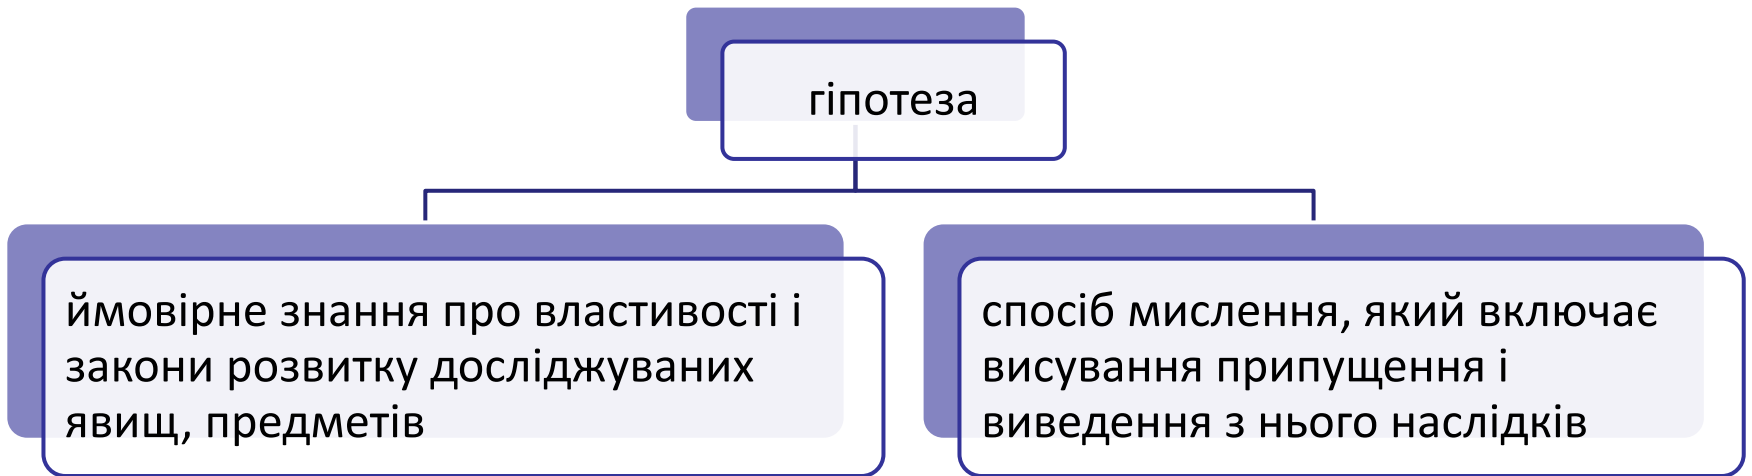 гіпотеза
ймовірне знання про властивості і
закони розвитку досліджуваних
явищ, предметів
спосіб мислення, який включає
висування припущення і
виведення з нього наслідків